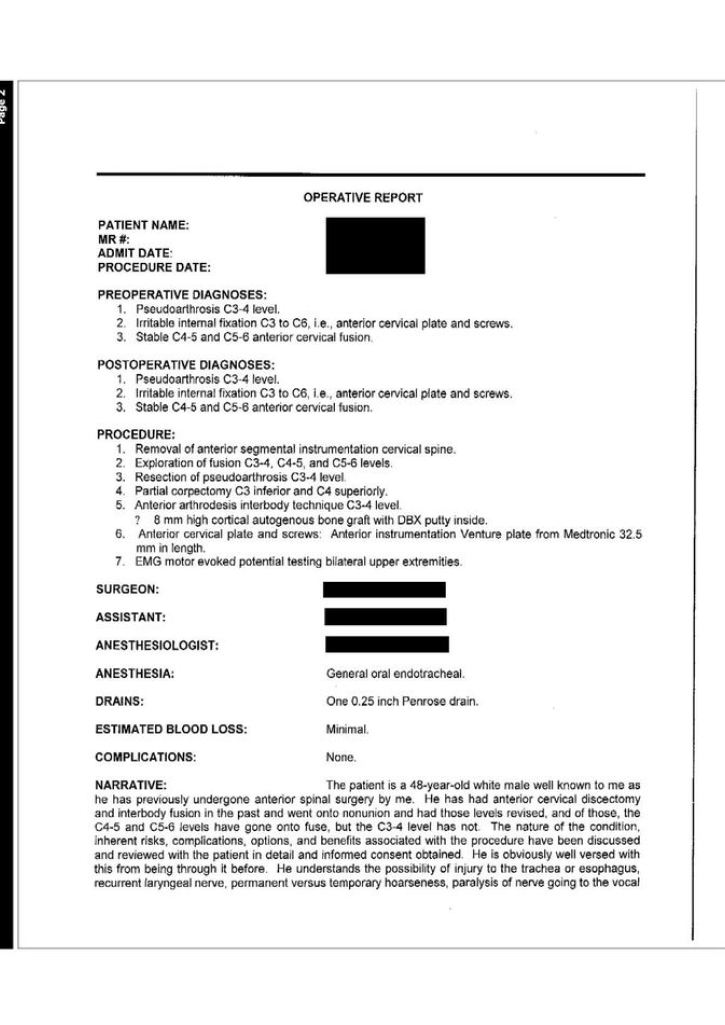 Page 2
OPERATIVE REPORT
PATIENT NAME:
MR #:
ADMIT DATE:
PROCEDURE DATE:
PREOPERATIVE DIAGNOSES:
1. Pseudoarthrosis C3-4 level.
2. Irritable internal fixation C3 to C6, i.e., anterior cervical plate and screws.
3. Stable C4-5 and C5-6 anterior cervical fusion.
POSTOPERATIVE DIAGNOSES:
1. Pseudoarthrosis C3-4 level.
2. Irritable internal fixation C3 to C6, i.e., anterior cervical plate and screws.
3. Stable C4-5 and C5-6 anterior cervical fusion.
PROCEDURE:
1. Removal of anterior segmental instrumentation cervical spine.
2. Exploration of fusion C3-4, C4-5, and C5-6 levels.
3. Resection of pseudoarthrosis C3-4 level.
4. Partial corpectomy C3 inferior and C4 superiorly.
5. Anterior arthrodesis interbody technique C3-4 level.
? 8 mm high cortical autogenous bone graft with DBX putty inside.
6. Anterior cervical plate and screws: Anterior instrumentation Venture plate from Medtronic 32.5
mm in length.
7. EMG motor evoked potential testing bilateral upper extremities.
SURGEON:
ASSISTANT:
ANESTHESIOLOGIST:
ANESTHESIA: General oral endotracheal.
DRAINS: One 0.25 inch Penrose drain.
ESTIMATED BLOOD LOSS: Minimal.
COMPLICATIONS: None.
NARRATIVE: The patient is a 48-year-old white male well known to me as
he has previously undergone anterior spinal surgery by me. He has had anterior cervical discectomy
and interbody fusion in the past and went onto nonunion and had those levels revised, and of those, the
C4-5 and C5-6 levels have gone onto fuse, but the C3-4 level has not. The nature of the condition,
inherent risks, complications, options, and benefits associated with the procedure have been discussed
and reviewed with the patient in detail and informed consent obtained. He is obviously well versed with
this from being through it before. He understands the possibility of injury to the trachea or esophagus,
recurrent laryngeal nerve, permanent versus temporary hoarseness, paralysis of nerve going to the vocal